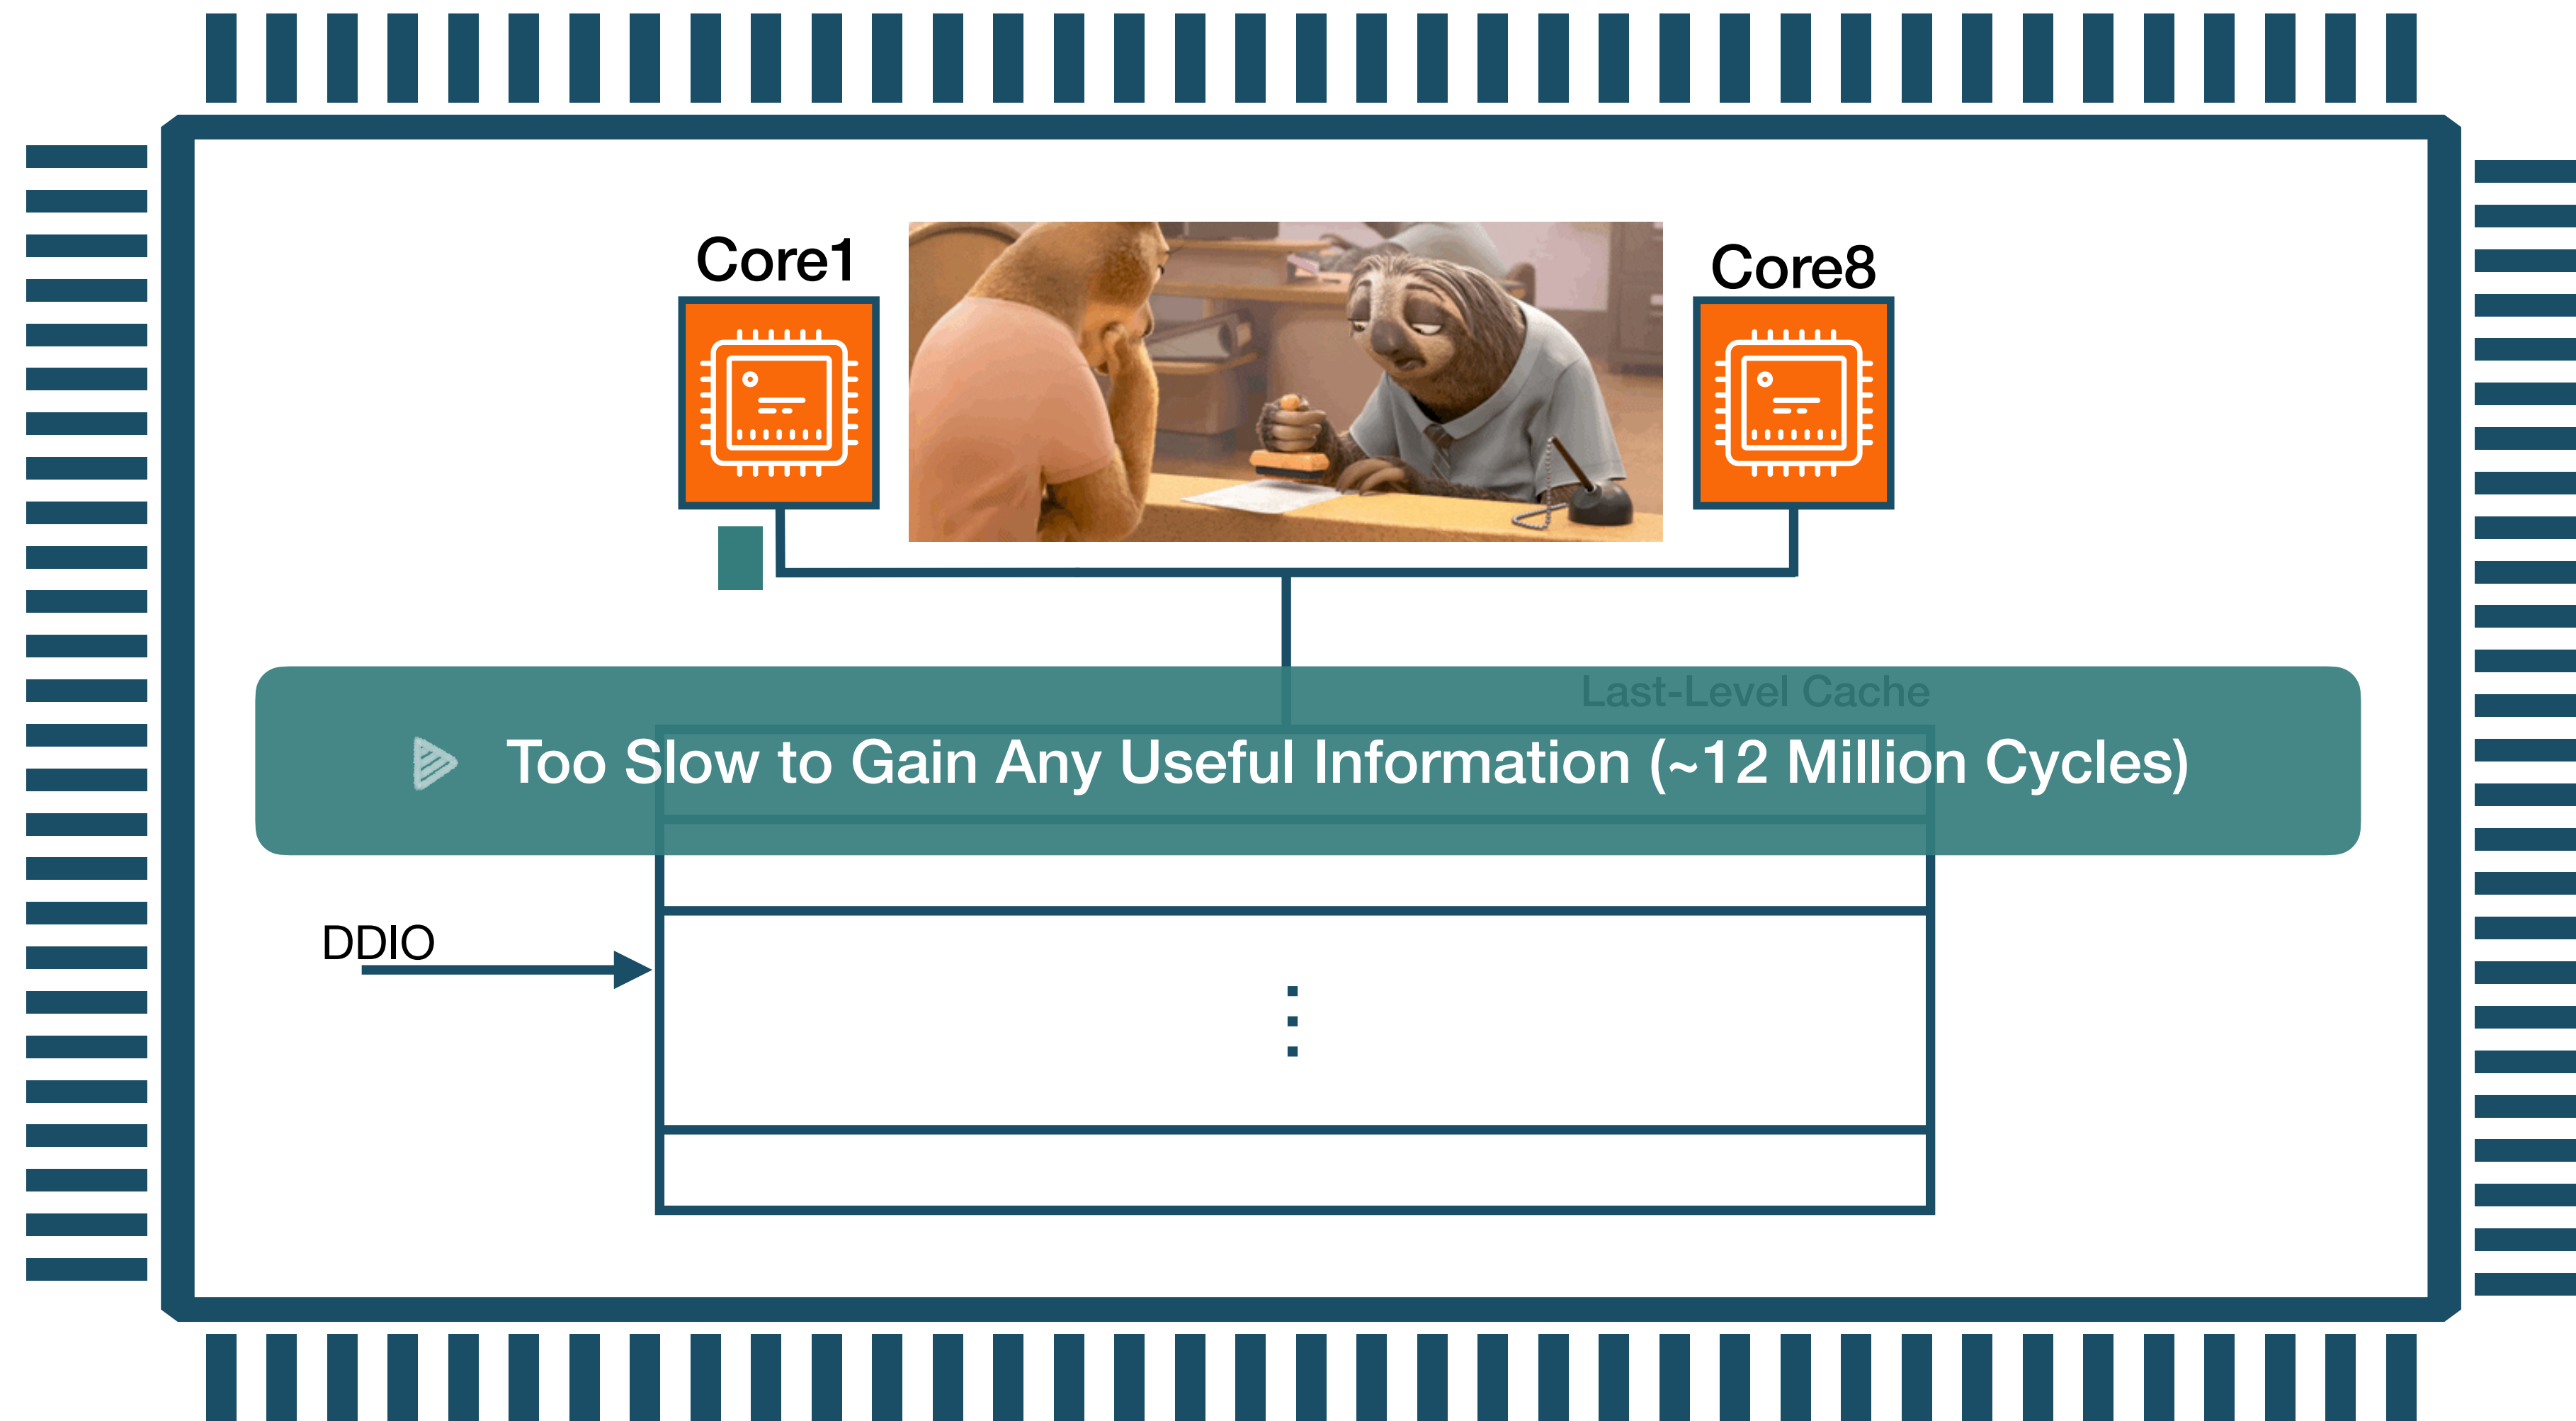 Core1
Core8
Last-Level Cache
Too Slow to Gain Any Useful Information (~12 Million Cycles)
DDIO